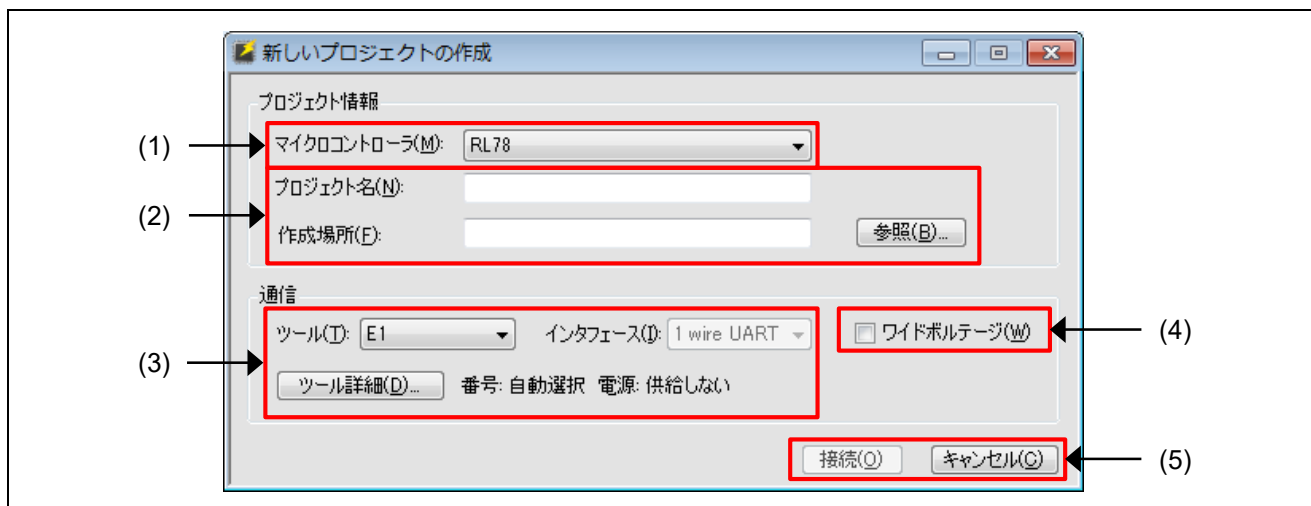 新しいプロジェクトの作成
プロジェクト情報
(1) マイクロコントローラ(M): RL78
プロジェクト名(N):
(2)
作成場所(F): 参照(B)...
通信
ツール(T): E1 インタフェース(I): 1 wire UART ワイドボルテージ(W) (4)
(3)
ツール詳細(D)... 番号: 自動選択 電源: 供給しない
接続(O) キャンセル(C) (5)